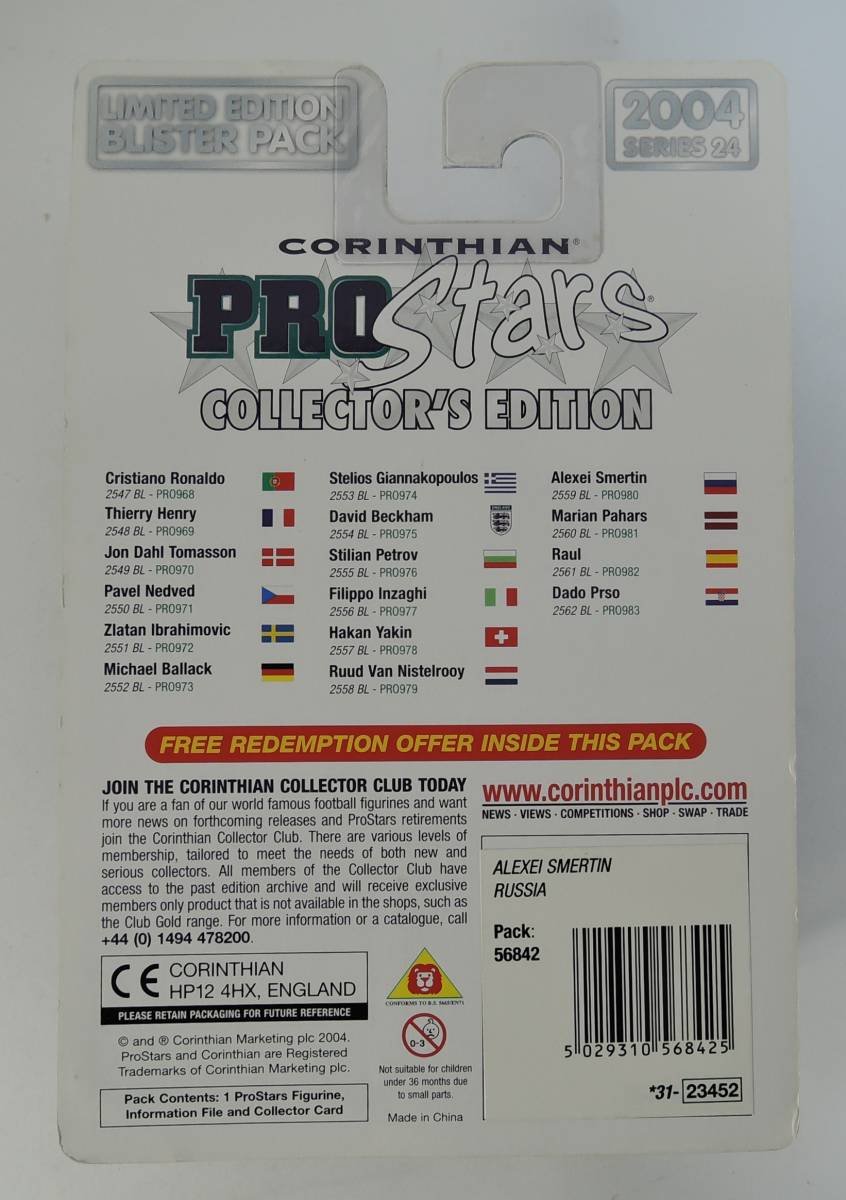 LIMITED EDITION
BLISTER PACK
2004
SERIES 24
CORINTHIAN®
PROStars®
COLLECTOR'S EDITION
Cristiano Ronaldo
2547 BL - PRO968
Thierry Henry
2548 BL - PRO969
Jon Dahl Tomasson
2549 BL - PRO970
Pavel Nedved
2550 BL - PRO971
Zlatan Ibrahimovic
2551 BL - PRO972
Michael Ballack
2552 BL - PRO973
Stelios Giannakopoulos
2553 BL - PRO974
David Beckham
2554 BL - PRO975
Stilian Petrov
2555 BL - PRO976
Filippo Inzaghi
2556 BL - PRO977
Hakan Yakin
2557 BL - PRO978
Ruud Van Nistelrooy
2558 BL - PRO979
Alexei Smertin
2559 BL - PRO980
Marian Pahars
2560 BL - PRO981
Raul
2561 BL - PRO982
Dado Prso
2562 BL - PRO983
FREE REDEMPTION OFFER INSIDE THIS PACK
JOIN THE CORINTHIAN COLLECTOR CLUB TODAY
If you are a fan of our world famous football figurines and want
more news on forthcoming releases and ProStars retirements
join the Corinthian Collector Club. There are various levels of
membership, tailored to meet the needs of both new and
serious collectors. All members of the Collector Club have
access to the past edition archive and will receive exclusive
members only product that is not available in the shops, such as
the Club Gold range. For more information or a catalogue, call
+44 (0) 1494 478200.
CE CORINTHIAN
HP12 4HX, ENGLAND
PLEASE RETAIN PACKAGING FOR FUTURE REFERENCE
© and ® Corinthian Marketing plc 2004.
ProStars and Corinthian are Registered
Trademarks of Corinthian Marketing plc.
Pack Contents: 1 ProStars Figurine,
Information File and Collector Card
CONFORMS TO B.S. 5665/EN71
0-3
Not suitable for children
under 36 months due
to small parts.
Made in China
www.corinthianplc.com
NEWS · VIEWS · COMPETITIONS · SHOP · SWAP · TRADE
ALEXEI SMERTIN
RUSSIA
Pack:
56842
5 029310 568425
*31- 23452